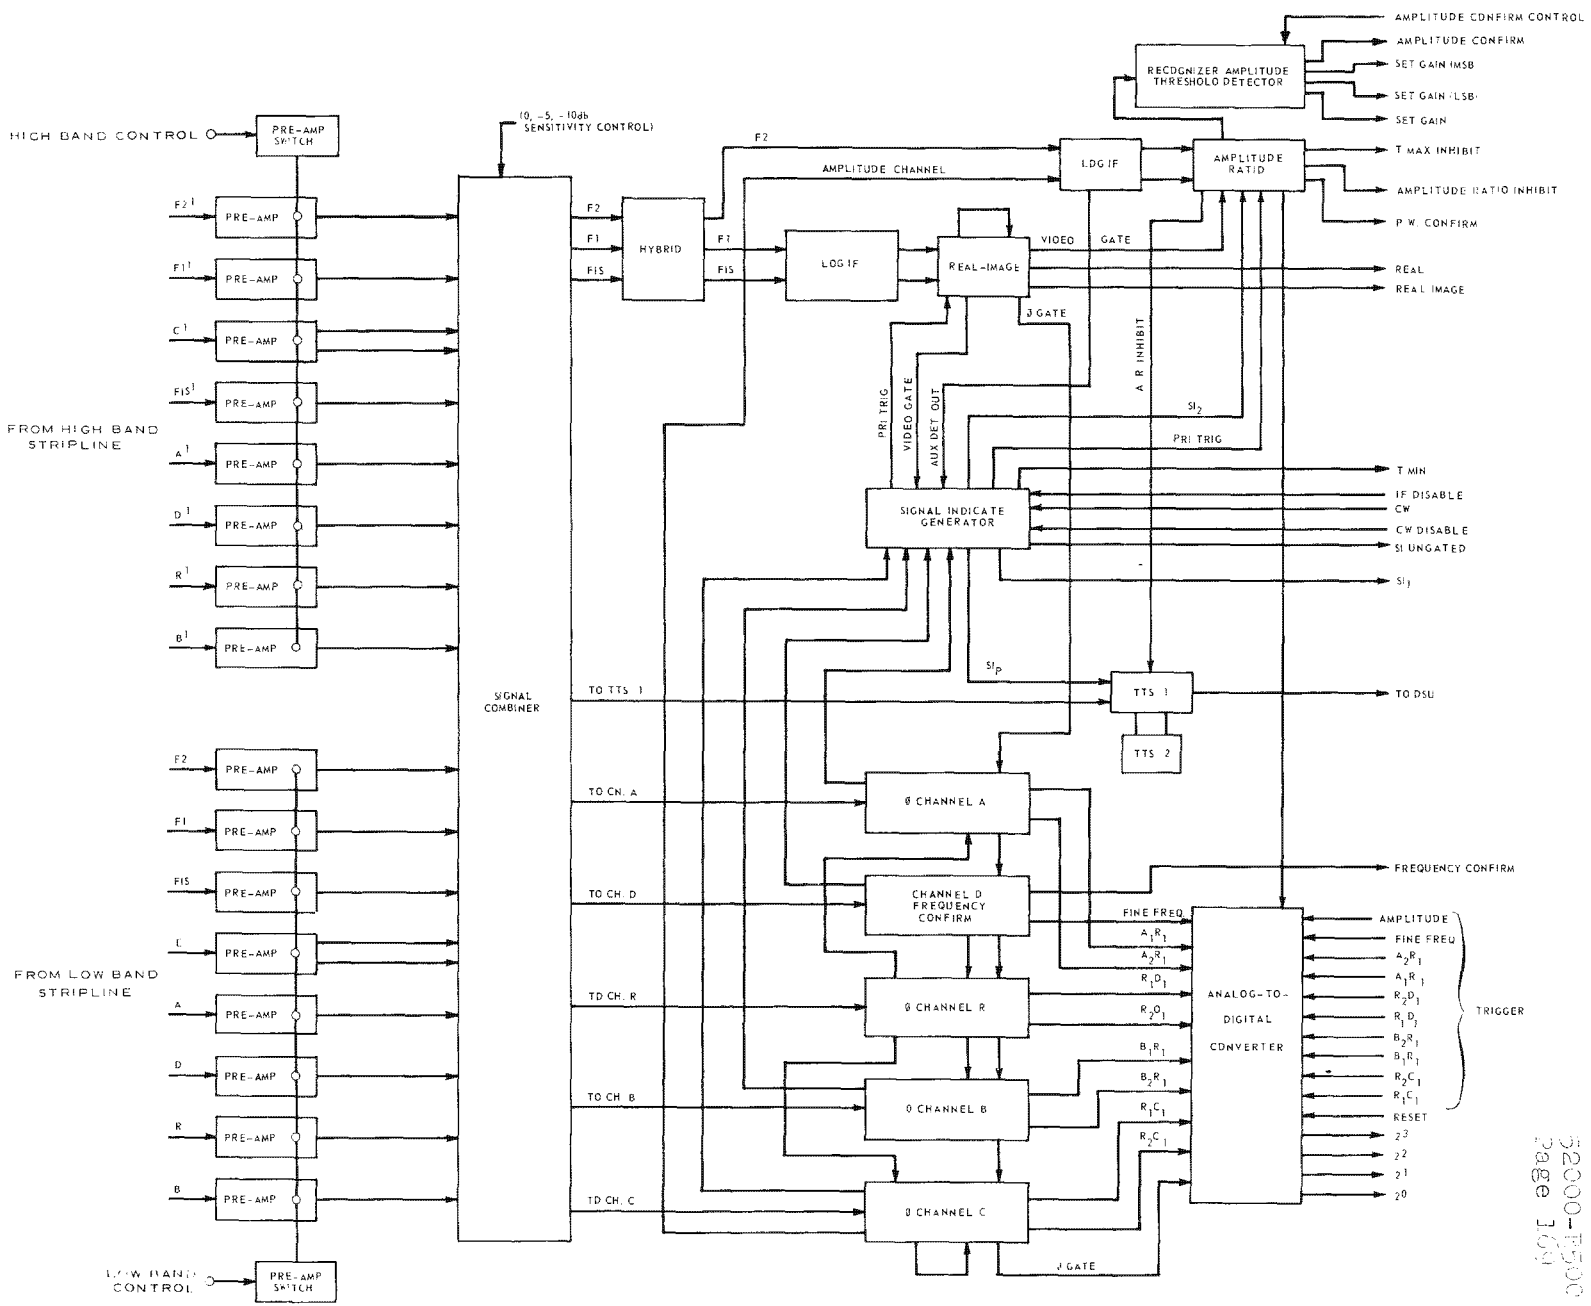 AMPLITUDE CONFIRM CONTROL
AMPLITUDE CONFIRM
RECOGNIZER AMPLITUDE
THRESHOLD DETECTOR
SET GAIN (MSB
SET GAIN (LSB)
SET GAIN
HIGH BAND CONTROL
PRE-AMP
SWITCH
(0, -5, -10db
SENSITIVITY CONTROL)
F2
LOG IF
AMPLITUDE
RATIO
T MAX INHIBIT
AMPLITUDE CHANNEL
AMPLITUDE RATIO INHIBIT
P W. CONFIRM
F2¹
PRE-AMP
F1¹
PRE-AMP
C¹
PRE-AMP
FIS¹
PRE-AMP
FROM HIGH BAND
STRIPLINE
A¹
PRE-AMP
D¹
PRE-AMP
R¹
PRE-AMP
B¹
PRE-AMP
F2
F1
FIS
HYBRID
F1
FIS
LOG IF
REAL-IMAGE
VIDEO GATE
REAL
REAL IMAGE
J GATE
PRI TRIG
VIDEO GATE
AUX DET OUT
A R INHIBIT
SI₂
PRI TRIG
SIGNAL INDICATE
GENERATOR
T MIN
IF DISABLE
CW
CW DISABLE
SI UNGATED
SI₁
SIGNAL
COMBINER
TO TTS 1
SIₚ
TTS 1
TO DSU
TTS 2
F2
PRE-AMP
F1
PRE-AMP
FIS
PRE-AMP
C
PRE-AMP
FROM LOW BAND
STRIPLINE
A
PRE-AMP
D
PRE-AMP
R
PRE-AMP
B
PRE-AMP
LOW BAND
CONTROL
PRE-AMP
SWITCH
TO CN. A
Ø CHANNEL A
TO CH. D
CHANNEL D
FREQUENCY
CONFIRM
FREQUENCY CONFIRM
TO CH. R
Ø CHANNEL R
TO CH. B
Ø CHANNEL B
TO CH. C
Ø CHANNEL C
J GATE
FINE FREQ
A₁R₁
A₂R₁
R₁D₁
R₂D₁
B₁R₁
B₂R₁
R₁C₁
R₂C₁
ANALOG-TO-
DIGITAL
CONVERTER
AMPLITUDE
FINE FREQ
A₂R₁
A₁R₁
R₂D₁
R₁D₁
B₂R₁
B₁R₁
R₂C₁
R₁C₁
TRIGGER
RESET
2³
2²
2¹
2⁰
Page